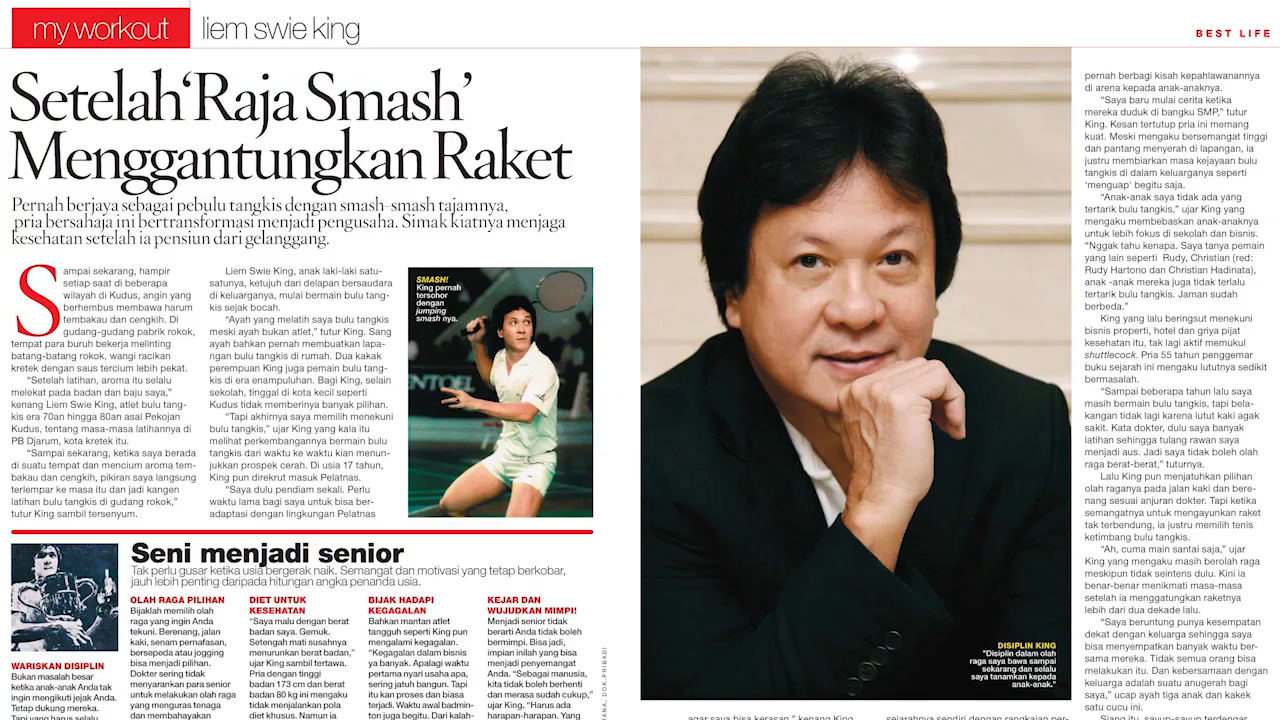 my workout liem swie king
BEST LIFE
Setelah ‘Raja Smash’
Menggantungkan Raket
Pernah berjaya sebagai pebulu tangkis dengan smash-smash tajamnya,
pria bersahaja ini bertransformasi menjadi pengusaha. Simak kiatnya menjaga
kesehatan setelah ia pensiun dari gelanggang.
Sampai sekarang, hampir
setiap saat di beberapa
wilayah di Kudus, angin yang
berhembus membawa harum
tembakau dan cengkih. Di
gudang-gudang pabrik rokok,
tempat para buruh bekerja melinting
batang-batang rokok, wangi racikan
kretek dengan saus tercium lebih pekat.
“Setelah latihan, aroma itu selalu
melekat pada badan dan baju saya,”
kenang Liem Swie King, atlet bulu tang-
kis era 70an hingga 80an asal Pekojan
Kudus, tentang masa-masa latihannya di
PB Djarum, kota kretek itu.
“Sampai sekarang, ketika saya berada
di suatu tempat dan mencium aroma tem-
bakau dan cengkih, pikiran saya langsung
terlempar ke masa itu dan jadi kangen
latihan bulu tangkis di gudang rokok,”
tutur King sambil tersenyum.
Liem Swie King, anak laki-laki satu-
satunya, ketujuh dari delapan bersaudara
di keluarganya, mulai bermain bulu tang-
kis sejak bocah.
“Ayah yang melatih saya bulu tangkis
meski ayah bukan atlet,” tutur King. Sang
ayah bahkan pernah membuatkan lapa-
ngan bulu tangkis di rumah. Dua kakak
perempuan King juga pemain bulu tang-
kis di era enampuluhan. Bagi King, selain
sekolah, tinggal di kota kecil seperti
Kudus tidak memberinya banyak pilihan.
“Tapi akhirnya saya memilih menekuni
bulu tangkis,” ujar King yang kala itu
melihat perkembangannya bermain bulu
tangkis dari waktu ke waktu kian menun-
jukkan prospek cerah. Di usia 17 tahun,
King pun direkrut masuk Pelatnas.
“Saya dulu pendiam sekali. Perlu
waktu lama bagi saya untuk bisa ber-
adaptasi dengan lingkungan Pelatnas
SMASH!
King pernah
tersohor
dengan
jumping
smash nya.
Seni menjadi senior
Tak perlu gusar ketika usia bergerak naik. Semangat dan motivasi yang tetap berkobar,
jauh lebih penting daripada hitungan angka penanda usia.
WARISKAN DISIPLIN
Bukan masalah besar
ketika anak-anak Anda tak
ingin mengikuti jejak Anda.
Tetap dukung mereka.
Tapi yang harus selalu
OLAH RAGA PILIHAN
Bijaklah memilih olah
raga yang ingin Anda
tekuni. Berenang, jalan
kaki, senam pernafasan,
bersepeda atau jogging
bisa menjadi pilihan.
Dokter sering tidak
menyarankan para senior
untuk melakukan olah raga
yang menguras tenaga
dan membahayakan
DIET UNTUK
KESEHATAN
“Saya malu dengan berat
badan saya. Gemuk.
Setengah mati susahnya
menurunkan berat badan,”
ujar King sambil tertawa.
Pria dengan tinggi
badan 173 cm dan berat
badan 80 kg ini mengaku
tidak menjalankan pola
diet khusus. Namun ia
BIJAK HADAPI
KEGAGALAN
Bahkan mantan atlet
tangguh seperti King pun
mengalami kegagalan.
“Kegagalan dalam bisnis
ya banyak. Apalagi waktu
pertama nyari usaha apa,
sering jatuh bangun. Tapi
itu kan proses dan biasa
terjadi. Waktu awal badmin-
ton juga begitu. Dari kalah-
KEJAR DAN
WUJUDKAN MIMPI!
Menjadi senior tidak
berarti Anda tidak boleh
bermimpi. Bisa jadi,
impian inilah yang bisa
menjadi penyemangat
Anda. “Sebagai manusia,
kita tidak boleh berhenti
dan merasa sudah cukup,”
ujar King. “Harus ada
harapan-harapan. Yang
TANA, DOK.PRIBADI
DISIPLIN KING
"Disiplin dalam olah
raga saya bawa sampai
sekarang dan selalu
saya tanamkan kepada
anak-anak."
agar saya bisa kerasan,” kenang King
sejarahnya sendiri dengan rangkaian per-
pernah berbagi kisah kepahlawanannya
di arena kepada anak-anaknya.
“Saya baru mulai cerita ketika
mereka duduk di bangku SMP,” tutur
King. Kesan tertutup pria ini memang
kuat. Meski mengaku bersemangat tinggi
dan pantang menyerah di lapangan, ia
justru membiarkan masa kejayaan bulu
tangkis di dalam keluarganya seperti
‘menguap’ begitu saja.
“Anak-anak saya tidak ada yang
tertarik bulu tangkis,” ujar King yang
mengaku membebaskan anak-anaknya
untuk lebih fokus di sekolah dan bisnis.
“Nggak tahu kenapa. Saya tanya pemain
yang lain seperti Rudy, Christian (red:
Rudy Hartono dan Christian Hadinata),
anak -anak mereka juga tidak terlalu
tertarik bulu tangkis. Jaman sudah
berbeda.”
King yang lalu beringsut menekuni
bisnis properti, hotel dan griya pijat
kesehatan itu, tak lagi aktif memukul
shuttlecock. Pria 55 tahun penggemar
buku sejarah ini mengaku lututnya sedikit
bermasalah.
“Sampai beberapa tahun lalu saya
masih bermain bulu tangkis, tapi bela-
kangan tidak lagi karena lutut kaki agak
sakit. Kata dokter, dulu saya banyak
latihan sehingga tulang rawan saya
menjadi aus. Jadi saya tidak boleh olah
raga berat-berat,” tuturnya.
Lalu King pun menjatuhkan pilihan
olah raganya pada jalan kaki dan bere-
nang sesuai anjuran dokter. Tapi ketika
semangatnya untuk mengayunkan raket
tak terbendung, ia justru memilih tenis
ketimbang bulu tangkis.
“Ah, cuma main santai saja,” ujar
King yang mengaku masih berolah raga
meskipun tidak seintens dulu. Kini ia
benar-benar menikmati masa-masa
setelah ia menggatungkan raketnya
lebih dari dua dekade lalu.
“Saya beruntung punya kesempatan
dekat dengan keluarga sehingga saya
bisa menyempatkan banyak waktu ber-
sama mereka. Tidak semua orang bisa
melakukan itu. Dan kebersamaan dengan
keluarga adalah suatu anugerah bagi
saya,” ucap ayah tiga anak dan kakek
satu cucu ini.
Siang itu, sayup-sayup terdengar